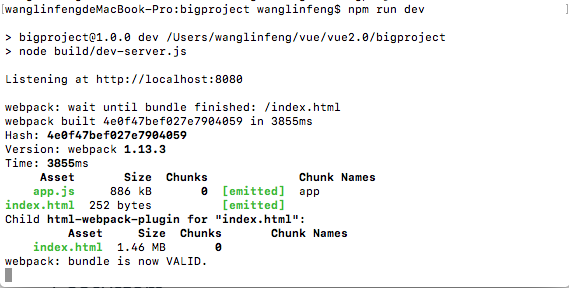 wanglinfengdeMacBook-Pro:bigproject wanglinfeng$ npm run dev
> bigproject@1.0.0 dev /Users/wanglinfeng/vue/vue2.0/bigproject
> node build/dev-server.js
Listening at http://localhost:8080
webpack: wait until bundle finished: /index.html
webpack built 4e0f47bef027e7904059 in 3855ms
Hash: 4e0f47bef027e7904059
Version: webpack 1.13.3
Time: 3855ms
Asset Size Chunks Chunk Names
app.js 886 kB 0 [emitted] app
index.html 252 bytes [emitted]
Child html-webpack-plugin for "index.html":
Asset Size Chunks Chunk Names
index.html 1.46 MB 0
webpack: bundle is now VALID.